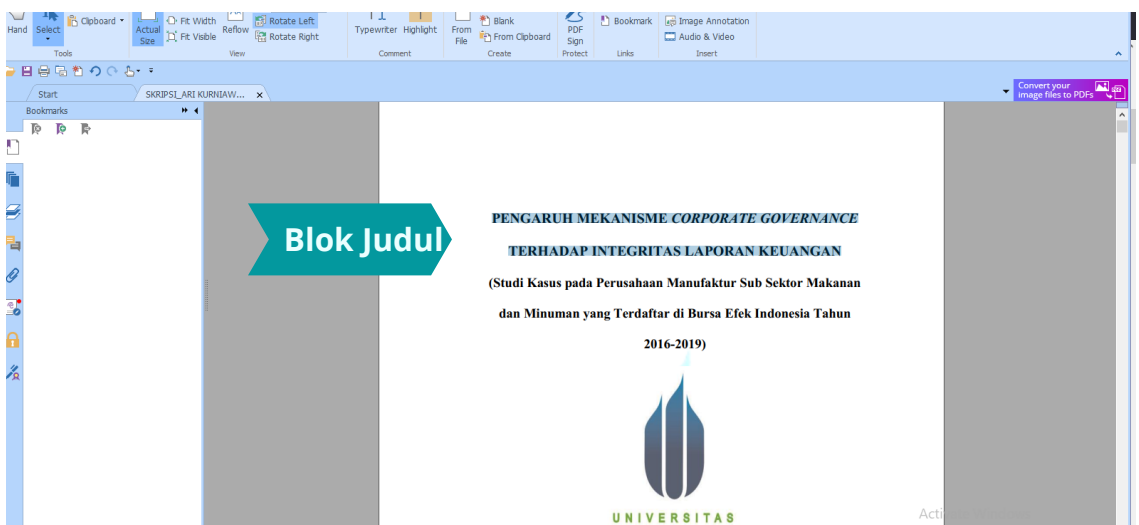 Hand
Select
Clipboard
Actual
Size
Fit Width
Fit Visible
Reflow
Rotate Left
Rotate Right
Typewriter
Highlight
From
File
Blank
From Clipboard
PDF
Sign
Bookmark
Image Annotation
Audio & Video
Tools
View
Comment
Create
Protect
Links
Insert
Start
SKRIPSI_ARI KURNIAW...
Convert your
image files to PDFs
Bookmarks
Blok Judul
PENGARUH MEKANISME CORPORATE GOVERNANCE
TERHADAP INTEGRITAS LAPORAN KEUANGAN
(Studi Kasus pada Perusahaan Manufaktur Sub Sektor Makanan
dan Minuman yang Terdaftar di Bursa Efek Indonesia Tahun
2016-2019)
UNIVERSITAS